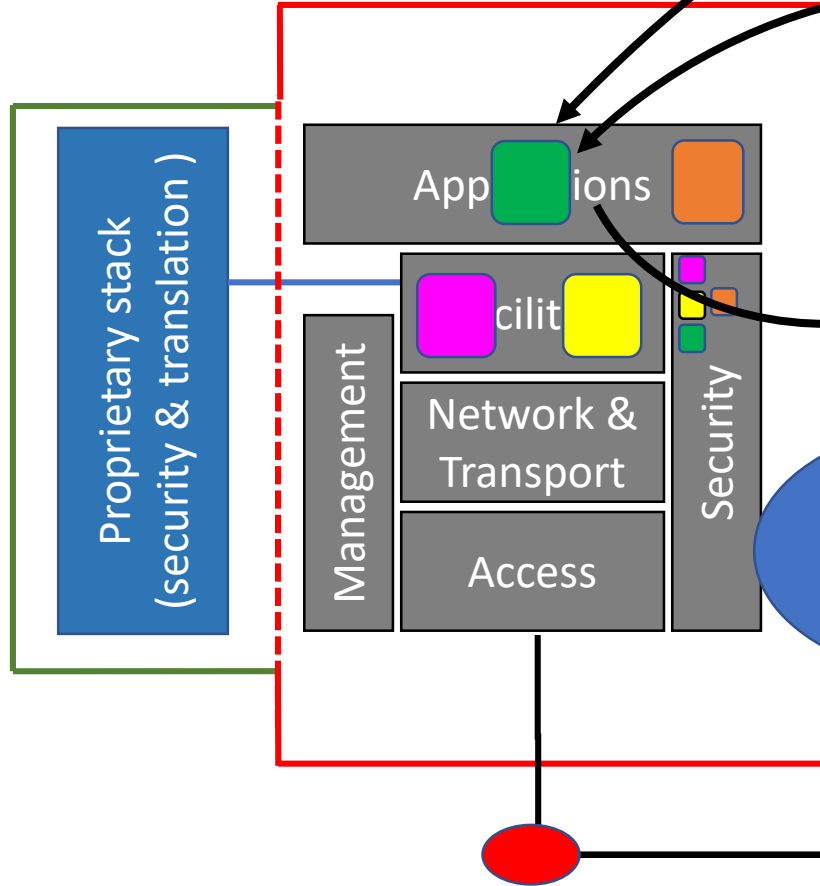 Proprietary stack
(security & translation )
App ions
cilit
Management
Network &
Transport
Access
Security